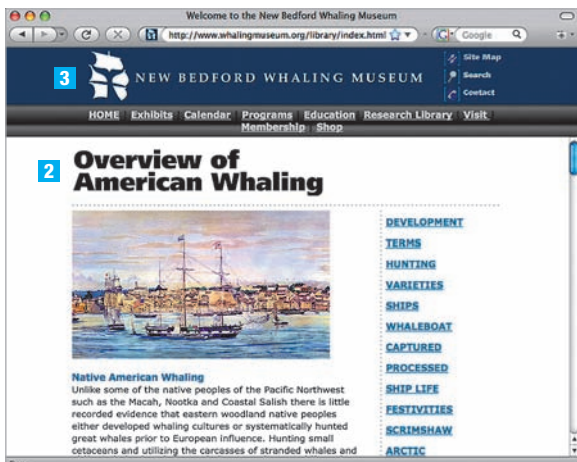 Welcome to the New Bedford Whaling Museum
http://www.whalingmuseum.org/library/index.html
Google
3
NEW BEDFORD WHALING MUSEUM
Site Map
Search
Contact
HOME Exhibits Calendar Programs Education Research Library Visit
Membership Shop
2
Overview of
American Whaling
DEVELOPMENT
TERMS
HUNTING
VARIETIES
SHIPS
WHALEBOAT
CAPTURED
PROCESSED
SHIP LIFE
FESTIVITIES
SCRIMSHAW
ARCTIC
Native American Whaling
Unlike some of the native peoples of the Pacific Northwest
such as the Macah, Nootka and Coastal Salish there is little
recorded evidence that eastern woodland native peoples
either developed whaling cultures or systematically hunted
great whales prior to European influence. Hunting small
cetaceans and utilizing the carcasses of stranded whales and